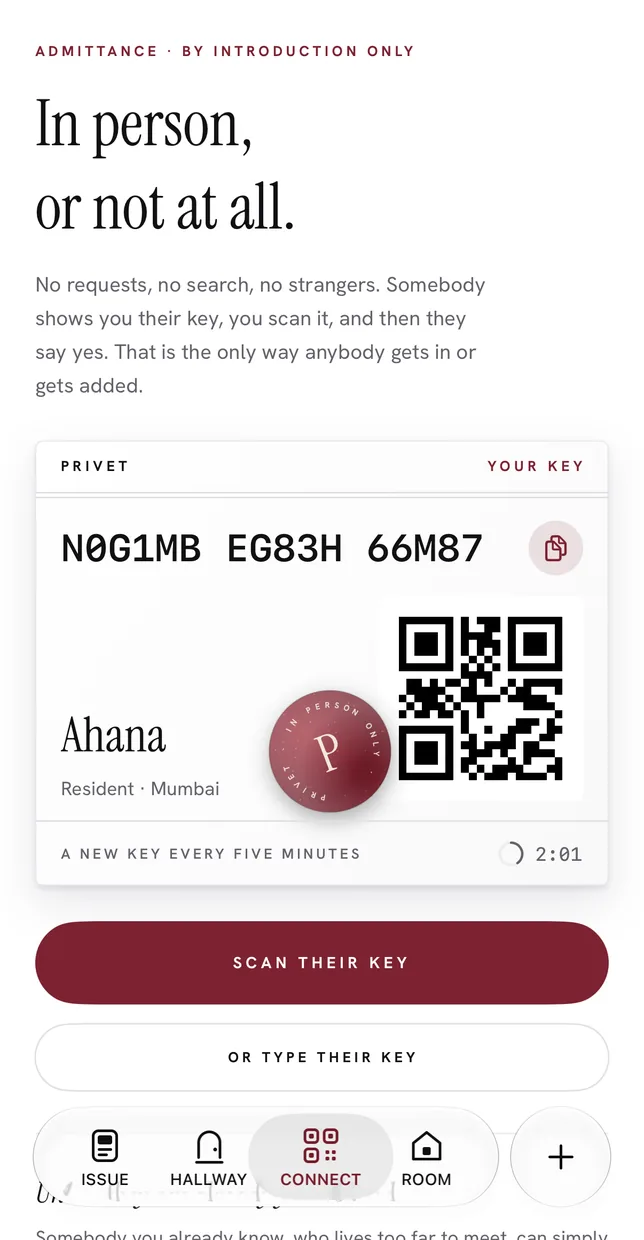 ADMITTANCE · BY INTRODUCTION ONLY
In person,
or not at all.
No requests, no search, no strangers. Somebody
shows you their key, you scan it, and then they
say yes. That is the only way anybody gets in or
gets added.
PRIVET
YOUR KEY
N0G1MB EG83H 66M87
Ahana
Resident · Mumbai
IN PERSON ONLY · PRIVET ·
P
A NEW KEY EVERY FIVE MINUTES
2:01
SCAN THEIR KEY
OR TYPE THEIR KEY
ISSUE
HALLWAY
CONNECT
ROOM
Somebody you already know, who lives too far to meet, can simply